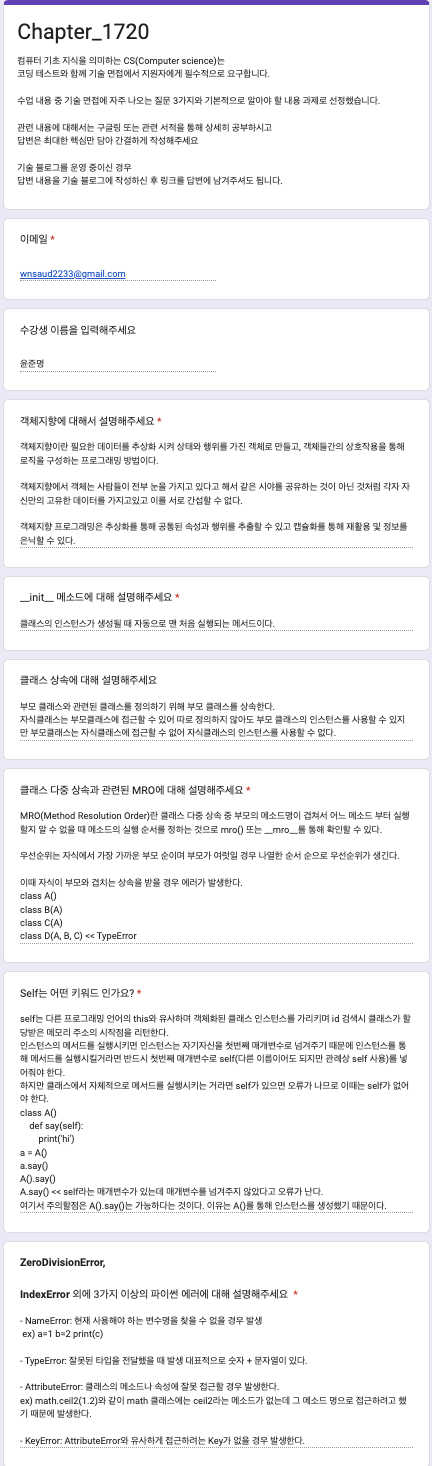 Chapter_1720
컴퓨터 기초 지식을 의미하는 CS(Computer science)는
코딩 테스트와 함께 기술 면접에서 지원자에게 필수적으로 요구합니다.
수업 내용 중 기술 면접에 자주 나오는 질문 3가지와 기본적으로 알아야 할 내용 과제로 선정했습니다.
관련 내용에 대해서는 구글링 또는 관련 서적을 통해 상세히 공부하시고
답변은 최대한 핵심만 담아 간결하게 작성해주세요
기술 블로그를 운영 중이신 경우
답변 내용을 기술 블로그에 작성하신 후 링크를 답변에 남겨주셔도 됩니다.
이메일 *
wnsaud2233@gmail.com
수강생 이름을 입력해주세요
윤준명
객체지향에 대해서 설명해주세요 *
객체지향이란 필요한 데이터를 추상화 시켜 상태와 행위를 가진 객체로 만들고, 객체들간의 상호작용을 통해
로직을 구성하는 프로그래밍 방법이다.
객체지향에서 객체는 사람들이 전부 눈을 가지고 있다고 해서 같은 시야를 공유하는 것이 아닌 것처럼 각자 자
신만의 고유한 데이터를 가지고있고 이를 서로 간섭할 수 없다.
객체지향 프로그래밍은 추상화를 통해 공통된 속성과 행위를 추출할 수 있고 캡슐화를 통해 재활용 및 정보를
은닉할 수 있다.
__init__ 메소드에 대해 설명해주세요 *
클래스의 인스턴스가 생성될 때 자동으로 맨 처음 실행되는 메서드이다.
클래스 상속에 대해 설명해주세요
부모 클래스와 관련된 클래스를 정의하기 위해 부모 클래스를 상속한다.
자식클래스는 부모클래스에 접근할 수 있어 따로 정의하지 않아도 부모 클래스의 인스턴스를 사용할 수 있지
만 부모클래스는 자식클래스에 접근할 수 없어 자식클래스의 인스턴스를 사용할 수 없다.
클래스 다중 상속과 관련된 MRO에 대해 설명해주세요 *
MRO(Method Resolution Order)란 클래스 다중 상속 중 부모의 메소드명이 겹쳐서 어느 메소드 부터 실행
할지 알 수 없을 때 메소드의 실행 순서를 정하는 것으로 mro() 또는 __mro__를 통해 확인할 수 있다.
우선순위는 자식에서 가장 가까운 부모 순이며 부모가 여럿일 경우 나열한 순서 순으로 우선순위가 생긴다.
이때 자식이 부모와 겹치는 상속을 받을 경우 에러가 발생한다.
class A()
class B(A)
class C(A)
class D(A, B, C) << TypeError
Self는 어떤 키워드 인가요? *
self는 다른 프로그래밍 언어의 this와 유사하며 객체화된 클래스 인스턴스를 가리키며 id 검색시 클래스가 할
당받은 메모리 주소의 시작점을 리턴한다.
인스턴스의 메서드를 실행시키면 인스턴스는 자기자신을 첫번째 매개변수로 넘겨주기 때문에 인스턴스를 통
해 메서드를 실행시킬거라면 반드시 첫번째 매개변수로 self(다른 이름이어도 되지만 관례상 self 사용)를 넣
어줘야 한다.
하지만 클래스에서 자체적으로 메서드를 실행시키는 거라면 self가 있으면 오류가 나므로 이때는 self가 없어
야 한다.
class A()
def say(self):
print('hi')
a = A()
a.say()
A().say()
A.say() << self라는 매개변수가 있는데 매개변수를 넘겨주지 않았다고 오류가 난다.
여기서 주의할점은 A().say()는 가능하다는 것이다. 이유는 A()를 통해 인스턴스를 생성했기 때문이다.
ZeroDivisionError,
IndexError 외에 3가지 이상의 파이썬 에러에 대해 설명해주세요 *
- NameError: 현재 사용해야 하는 변수명을 찾을 수 없을 경우 발생
ex) a=1 b=2 print(c)
- TypeError: 잘못된 타입을 전달했을 때 발생 대표적으로 숫자 + 문자열이 있다.
- AttributeError: 클래스의 메소드나 속성에 잘못 접근할 경우 발생한다.
ex) math.ceil2(1.2)와 같이 math 클래스에는 ceil2라는 메소드가 없는데 그 메소드 명으로 접근하려고 했
기 때문에 발생한다.
- KeyError: AttributeError와 유사하게 접근하려는 Key가 없을 경우 발생한다.